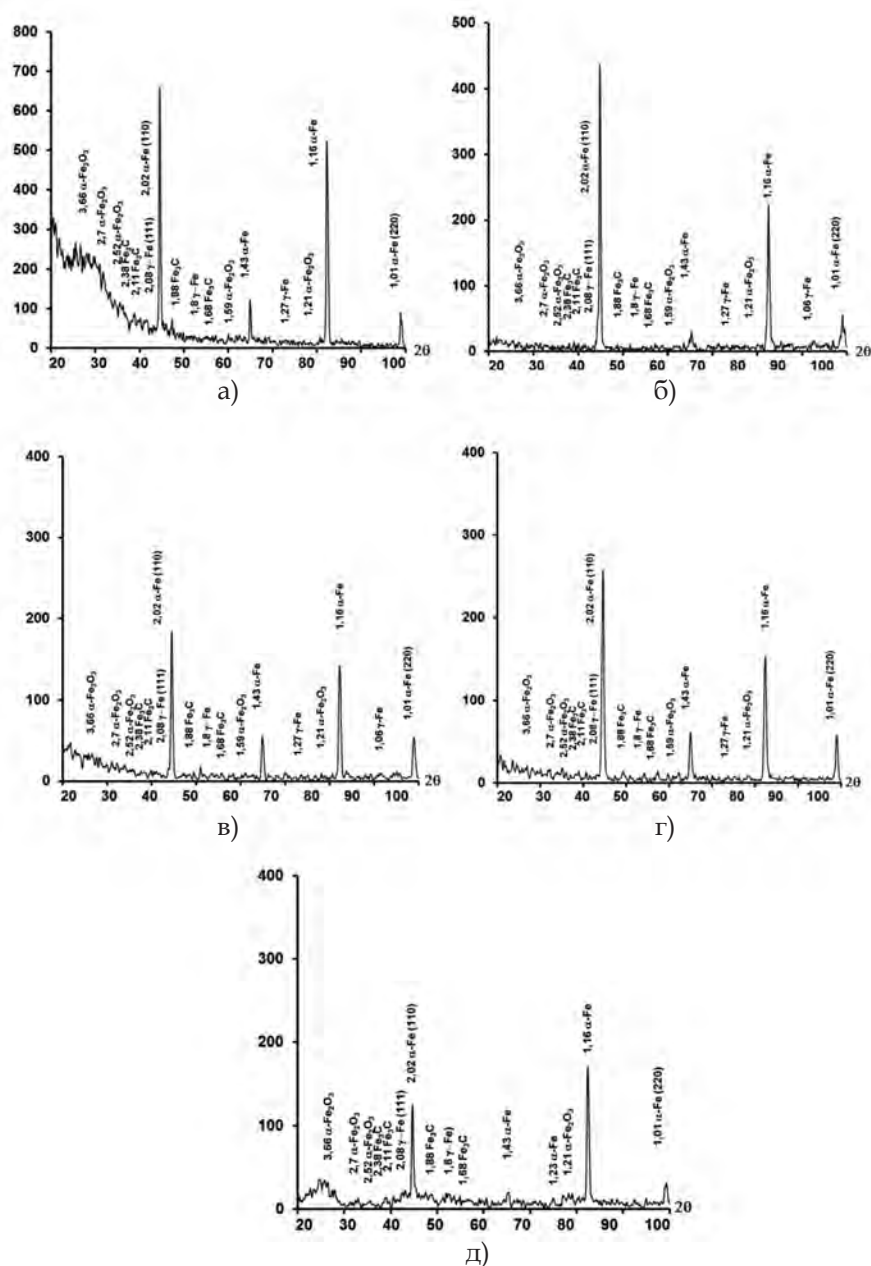 800
700
600
500
400
300
200
100
0
3,66 α-Fe₂O₃
2,7 α-Fe₂O₃
2,52 α-Fe₂O₃
2,38 Fe₃C
2,11 Fe₃C
2,08 γ-Fe (111)
2,02 α-Fe (110)
1,88 Fe₃C
1,8 γ-Fe
1,68 Fe₃C
1,59 α-Fe₂O₃
1,43 α-Fe
1,27 γ-Fe
1,21 α-Fe₂O₃
1,16 α-Fe
1,01 α-Fe (220)
20 30 40 50 60 70 80 90 100 2θ
а)
500
400
300
200
100
0
3,66 α-Fe₂O₃
2,7 α-Fe₂O₃
2,52 α-Fe₂O₃
2,38 Fe₃C
2,11 Fe₃C
2,08 γ-Fe (111)
2,02 α-Fe (110)
1,88 Fe₃C
1,8 γ-Fe
1,68 Fe₃C
1,59 α-Fe₂O₃
1,43 α-Fe
1,27 γ-Fe
1,21 α-Fe₂O₃
1,16 α-Fe
1,06 γ-Fe
1,01 α-Fe (220)
20 30 40 50 60 70 80 90 100 2θ
б)
400
300
200
100
0
3,66 α-Fe₂O₃
2,7 α-Fe₂O₃
2,52 α-Fe₂O₃
2,38 Fe₃C
2,11 Fe₃C
2,08 γ-Fe (111)
2,02 α-Fe (110)
1,88 Fe₃C
1,8 γ-Fe
1,68 Fe₃C
1,59 α-Fe₂O₃
1,43 α-Fe
1,27 γ-Fe
1,21 α-Fe₂O₃
1,16 α-Fe
1,06 γ-Fe
1,01 α-Fe (220)
20 30 40 50 60 70 80 90 100 2θ
в)
400
300
200
100
0
3,66 α-Fe₂O₃
2,7 α-Fe₂O₃
2,52 α-Fe₂O₃
2,38 Fe₃C
2,11 Fe₃C
2,08 γ-Fe (111)
2,02 α-Fe (110)
1,88 Fe₃C
1,8 γ-Fe
1,68 Fe₃C
1,59 α-Fe₂O₃
1,43 α-Fe
1,27 γ-Fe
1,21 α-Fe₂O₃
1,16 α-Fe
1,01 α-Fe (220)
20 30 40 50 60 70 80 90 100 2θ
г)
400
300
200
100
0
3,66 α-Fe₂O₃
2,7 α-Fe₂O₃
2,52 α-Fe₂O₃
2,38 Fe₃C
2,11 Fe₃C
2,08 γ-Fe (111)
2,02 α-Fe (110)
1,88 Fe₃C
1,8 γ-Fe)
1,68 Fe₃C
1,43 α-Fe
1,23 α-Fe
1,21 α-Fe₂O₃
1,16 α-Fe
1,01 α-Fe (220)
20 30 40 50 60 70 80 90 100 2θ
д)